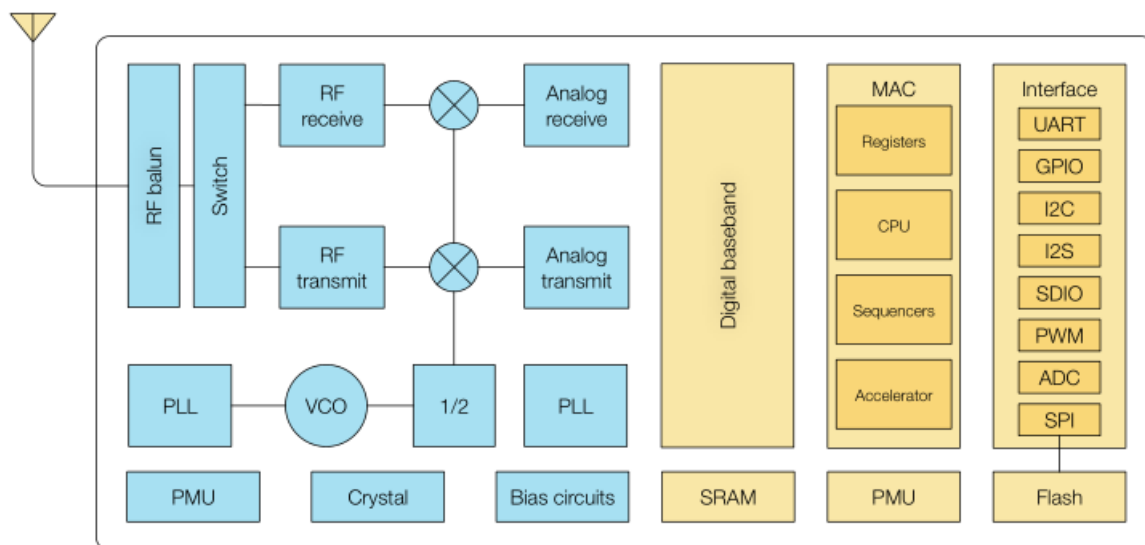 RF balun
Switch
RF
receive
Analog
receive
RF
transmit
Analog
transmit
PLL
VCO
1/2
PLL
PMU
Crystal
Bias circuits
Digital baseband
SRAM
MAC
Registers
CPU
Sequencers
Accelerator
PMU
Interface
UART
GPIO
I2C
I2S
SDIO
PWM
ADC
SPI
Flash